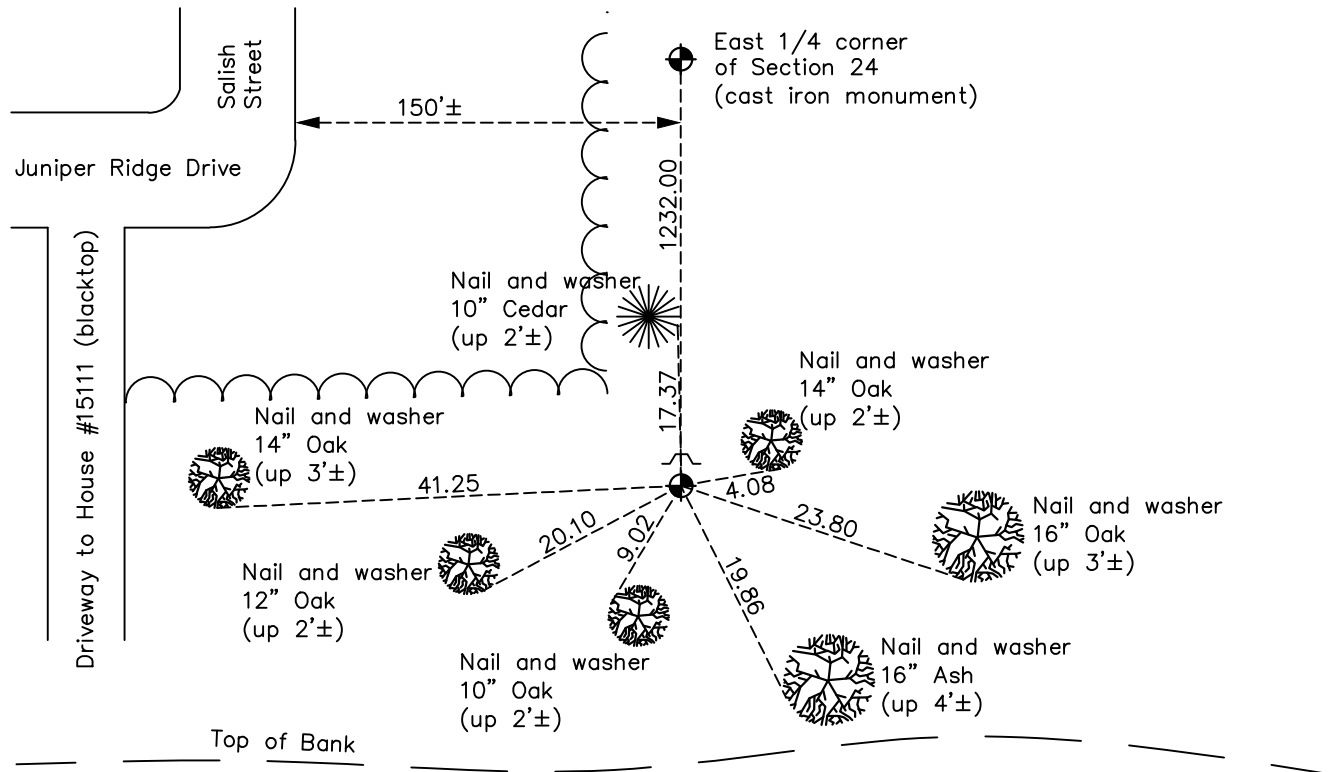 Salish
Street
East 1/4 corner
of Section 24
(cast iron monument)
150'±
Juniper Ridge Drive
1232.00
Nail and washer
10" Cedar
(up 2'±)
Driveway to House #15111 (blacktop)
17.37
Nail and washer
14" Oak
(up 2'±)
Nail and washer
14" Oak
(up 3'±)
41.25
4.08
20.10
9.02
23.80
19.86
Nail and washer
16" Oak
(up 3'±)
Nail and washer
12" Oak
(up 2'±)
Nail and washer
10" Oak
(up 2'±)
Nail and washer
16" Ash
(up 4'±)
Top of Bank